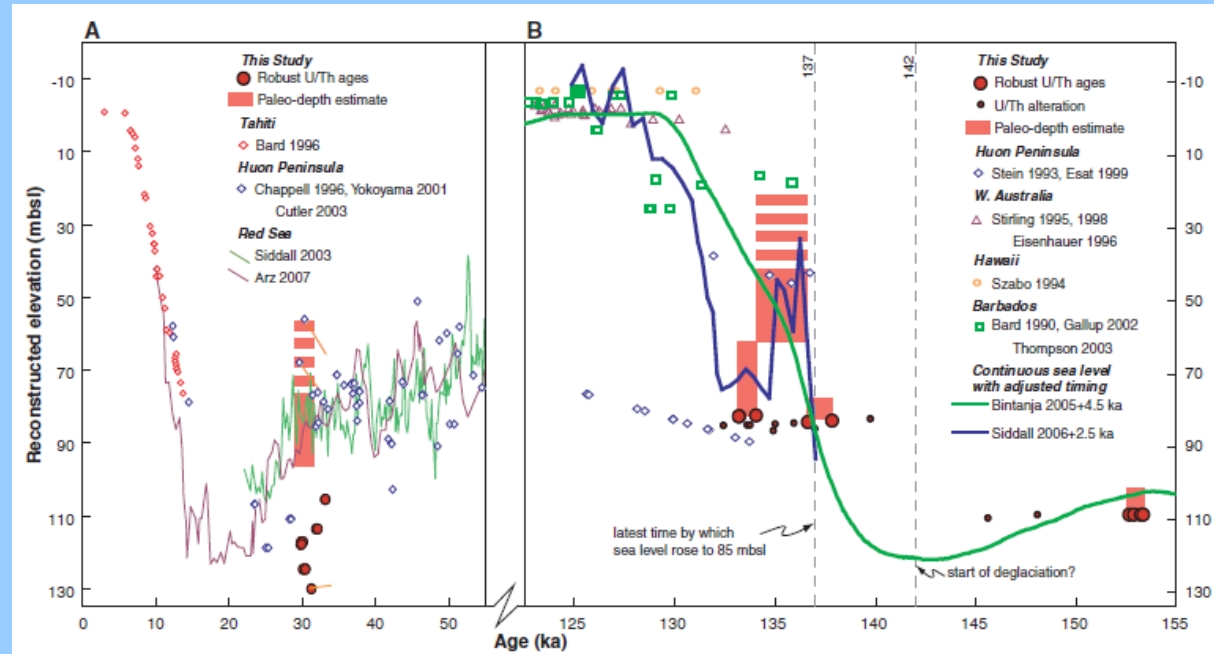 A
This Study
Robust U/Th ages
Paleo-depth estimate
Tahiti
Bard 1996
Huon Peninsula
Chappell 1996, Yokoyama 2001
Cutler 2003
Red Sea
Siddall 2003
Arz 2007
Reconstructed elevation (mbsl)
-10
10
30
50
70
90
110
130
0 10 20 30 40 50
B
137
142
This Study
Robust U/Th ages
U/Th alteration
Paleo-depth estimate
Huon Peninsula
Stein 1993, Esat 1999
W. Australia
Stirling 1995, 1998
Eisenhauer 1996
Hawaii
Szabo 1994
Barbados
Bard 1990, Gallup 2002
Thompson 2003
Continuous sea level
with adjusted timing
Bintanja 2005+4.5 ka
Siddall 2006+2.5 ka
latest time by which
sea level rose to 85 mbsl
start of deglaciation?
-10
10
30
50
70
90
110
130
125 130 135 140 145 150 155
Age (ka)